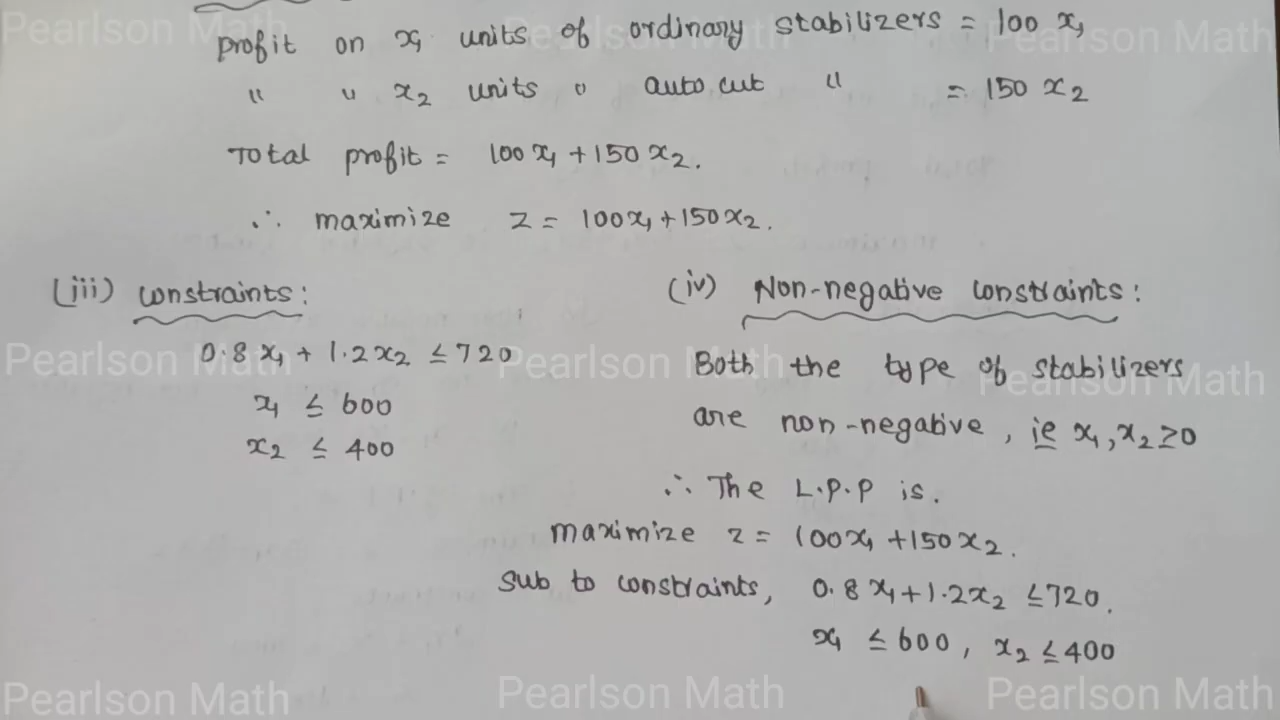 profit on x₁ units of ordinary stabilizers = 100 x₁
" " x₂ units " auto cut " = 150 x₂
Total profit = 100 x₁ + 150 x₂.
∴ maximize z = 100x₁ + 150x₂.
(iii) constraints:
0.8 x₁ + 1.2 x₂ ≤ 720
x₁ ≤ 600
x₂ ≤ 400
(iv) Non-negative constraints:
Both the type of stabilizers
are non-negative, ie x₁, x₂ ≥ 0
∴ The L.P.P is.
maximize z = 100x₁ + 150x₂.
Sub to constraints, 0.8 x₁ + 1.2x₂ ≤ 720.
x₁ ≤ 600, x₂ ≤ 400
Pearlson Math
Pearlson Math
Pearlson Math
Pearlson Math
Pearlson Math
Pearlson Math
Pearlson Math
Pearlson Math
Pearlson Math